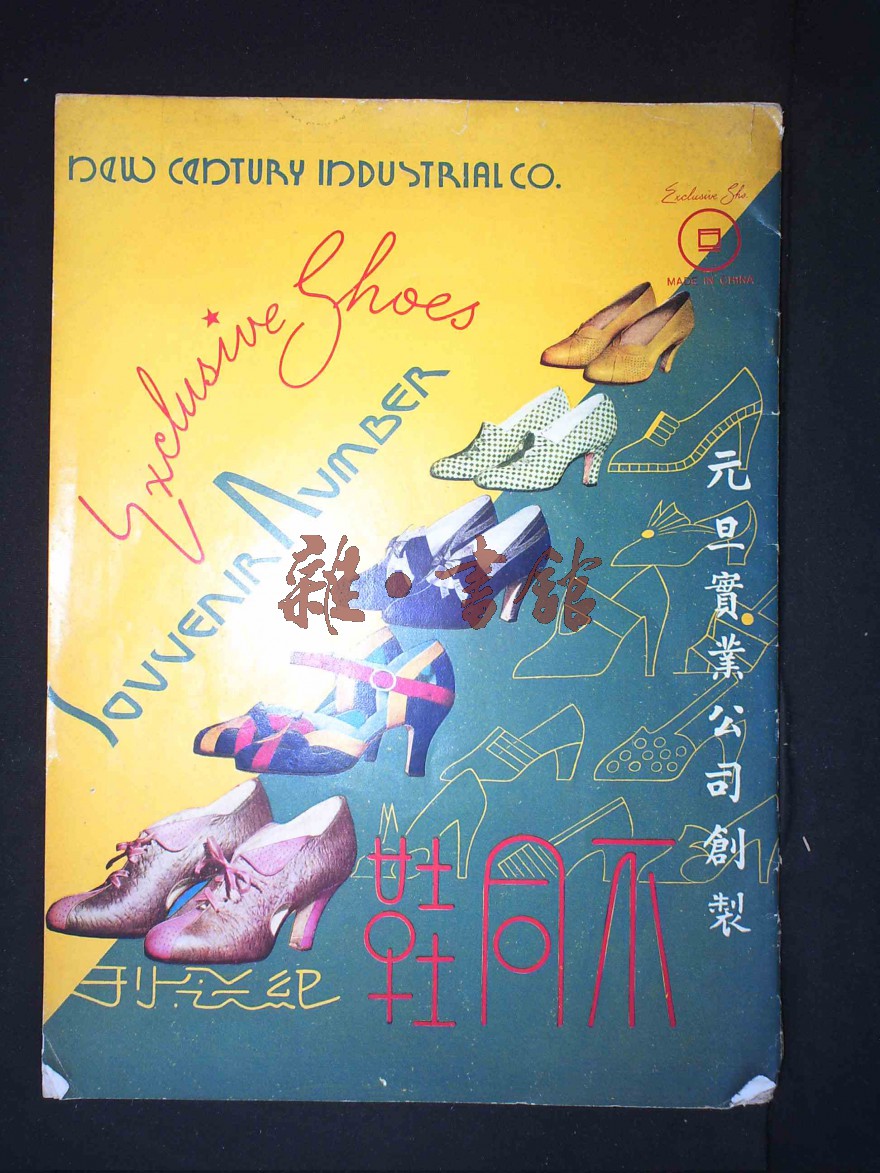 NEW CENTURY INDUSTRIAL CO.
Exclusive Sho.
MADE IN CHINA
Exclusive Shoes
SOUVENIR NUMBER
元旦實業公司創製
雜·書館
不同鞋
紀念刊